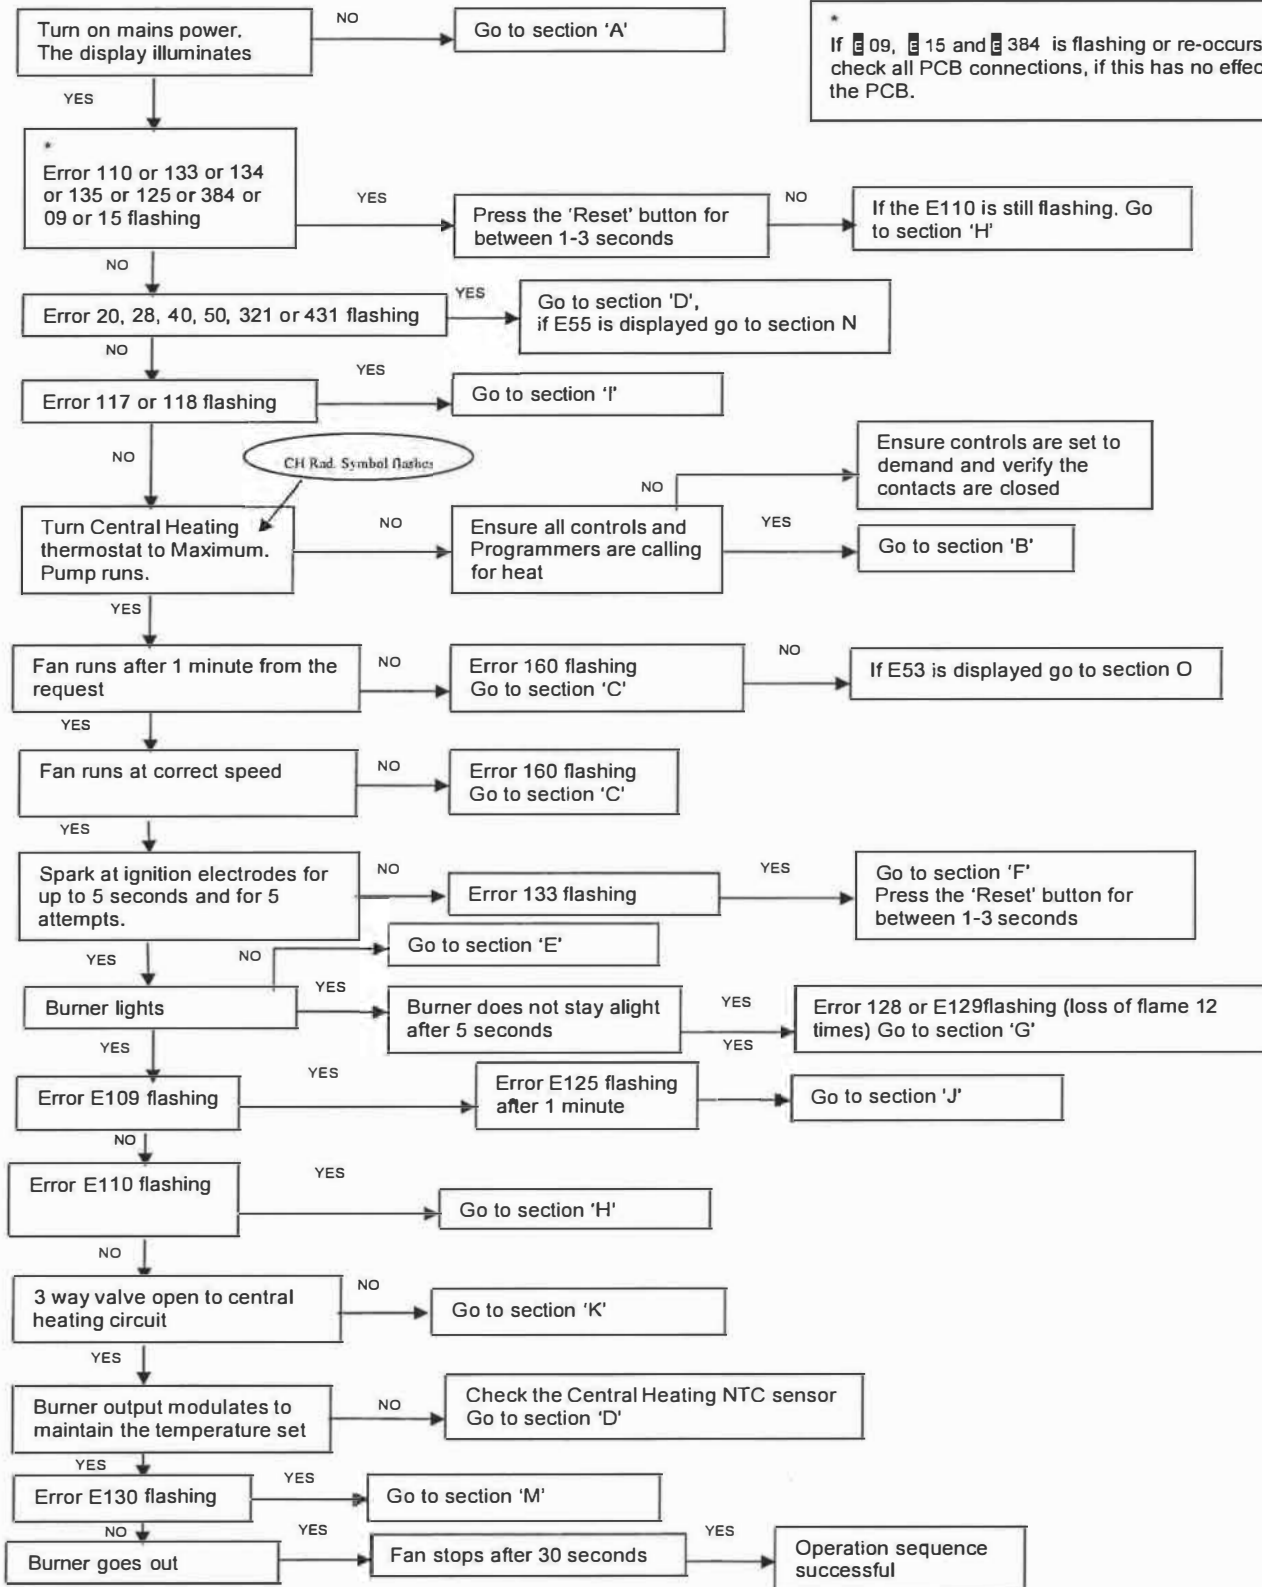 Turn on mains power.
The display illuminates
NO
Go to section 'A'
*
If E 09, E 15 and E 384 is flashing or re-occurs
check all PCB connections, if this has no effec
the PCB.
YES
*
Error 110 or 133 or 134
or 135 or 125 or 384 or
09 or 15 flashing
YES
Press the 'Reset' button for
between 1-3 seconds
NO
If the E110 is still flashing. Go
to section 'H'
NO
Error 20, 28, 40, 50, 321 or 431 flashing
YES
Go to section 'D',
if E55 is displayed go to section N
NO
Error 117 or 118 flashing
YES
Go to section 'I'
NO
CH Rad. Symbol flashes
Turn Central Heating
thermostat to Maximum.
Pump runs.
NO
Ensure all controls and
Programmers are calling
for heat
NO
Ensure controls are set to
demand and verify the
contacts are closed
YES
Go to section 'B'
YES
Fan runs after 1 minute from the
request
NO
Error 160 flashing
Go to section 'C'
NO
If E53 is displayed go to section O
YES
Fan runs at correct speed
NO
Error 160 flashing
Go to section 'C'
YES
Spark at ignition electrodes for
up to 5 seconds and for 5
attempts.
NO
Error 133 flashing
YES
Go to section 'F'
Press the 'Reset' button for
between 1-3 seconds
YES
NO
Go to section 'E'
Burner lights
YES
Burner does not stay alight
after 5 seconds
YES
YES
Error 128 or E129flashing (loss of flame 12
times) Go to section 'G'
YES
Error E109 flashing
YES
Error E125 flashing
after 1 minute
Go to section 'J'
NO
Error E110 flashing
YES
Go to section 'H'
NO
3 way valve open to central
heating circuit
NO
Go to section 'K'
YES
Burner output modulates to
maintain the temperature set
NO
Check the Central Heating NTC sensor
Go to section 'D'
YES
Error E130 flashing
YES
Go to section 'M'
NO
Burner goes out
YES
Fan stops after 30 seconds
YES
Operation sequence
successful